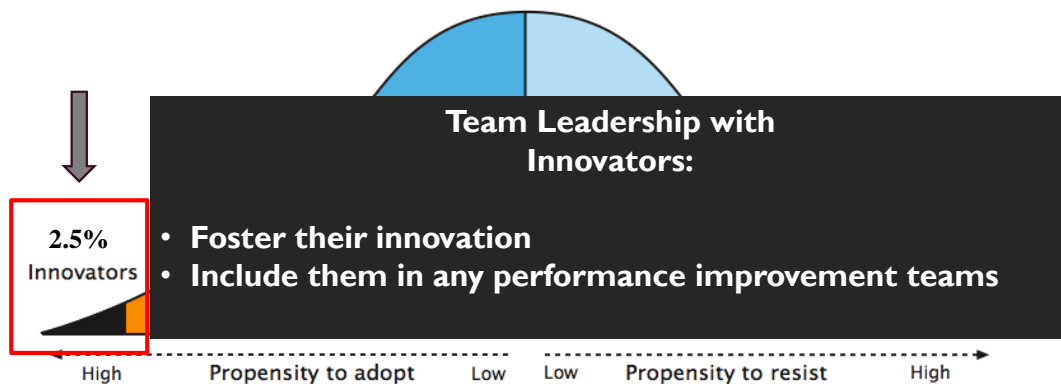 Team Leadership with
Innovators:
2.5%
Innovators
• Foster their innovation
• Include them in any performance improvement teams
High Propensity to adopt Low Low Propensity to resist High